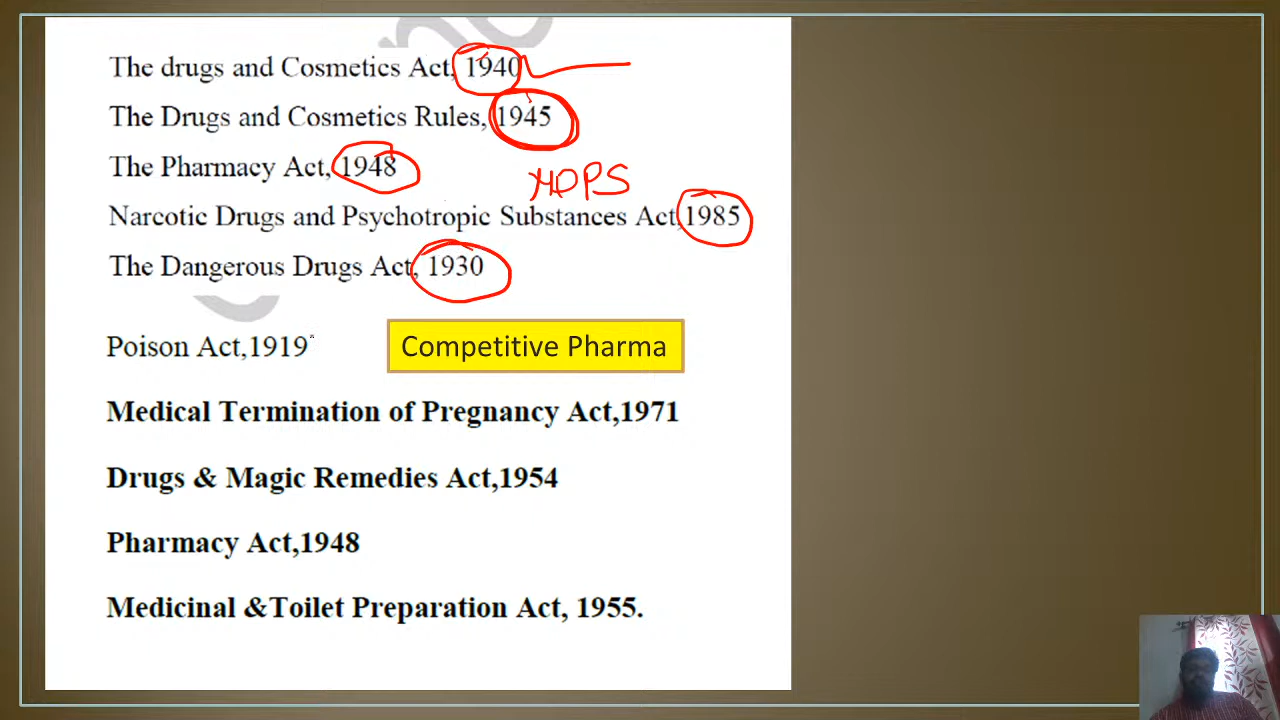 The drugs and Cosmetics Act, 1940
The Drugs and Cosmetics Rules, 1945
The Pharmacy Act, 1948
NDPS
Narcotic Drugs and Psychotropic Substances Act,1985
The Dangerous Drugs Act, 1930
Poison Act,1919
Competitive Pharma
Medical Termination of Pregnancy Act,1971
Drugs & Magic Remedies Act,1954
Pharmacy Act,1948
Medicinal &Toilet Preparation Act, 1955.